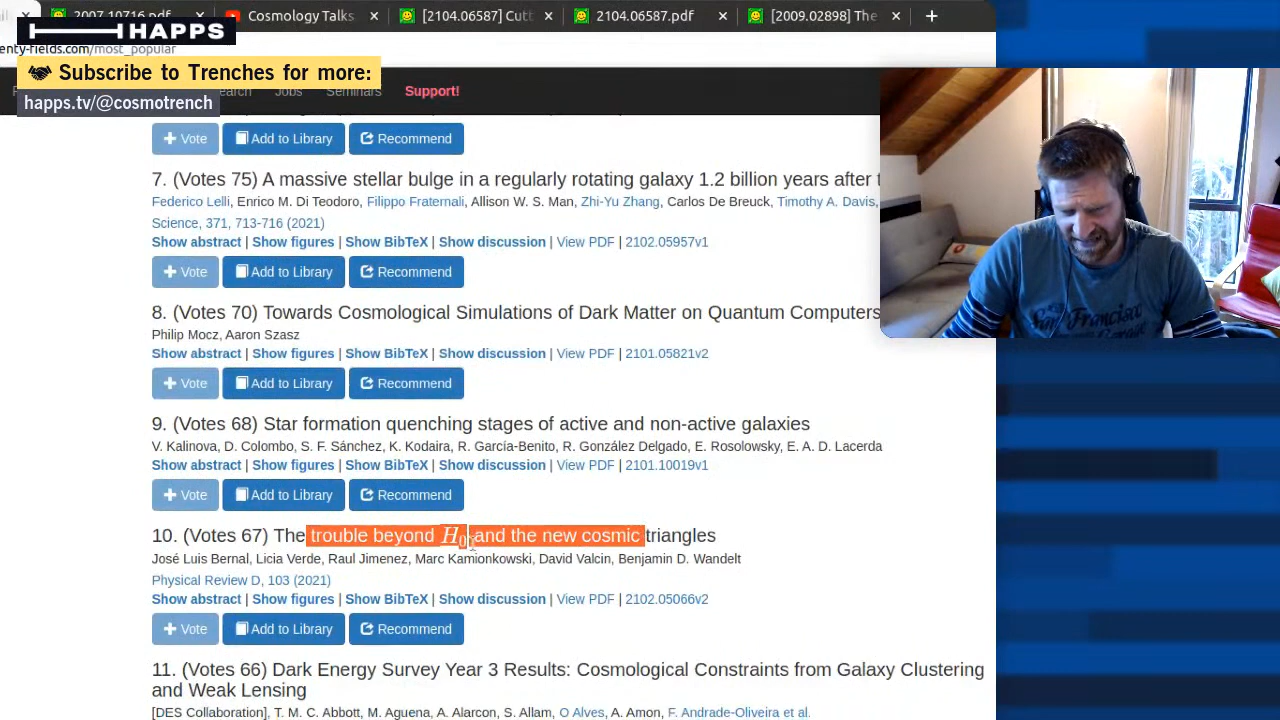 2007.10716.pdf
Cosmology Talks
[2104.06587] Cutt
2104.06587.pdf
[2009.02898] The
HAPPS
enty-fields.com/most_popular
Subscribe to Trenches for more:
happs.tv/@cosmotrench
Jobs
Seminars
Support!
Vote
Add to Library
Recommend
7. (Votes 75) A massive stellar bulge in a regularly rotating galaxy 1.2 billion years after
Federico Lelli, Enrico M. Di Teodoro, Filippo Fraternali, Allison W. S. Man, Zhi-Yu Zhang, Carlos De Breuck, Timothy A. Davis,
Science, 371, 713-716 (2021)
Show abstract | Show figures | Show BibTeX | Show discussion | View PDF | 2102.05957v1
Vote
Add to Library
Recommend
8. (Votes 70) Towards Cosmological Simulations of Dark Matter on Quantum Computers
Philip Mocz, Aaron Szasz
Show abstract | Show figures | Show BibTeX | Show discussion | View PDF | 2101.05821v2
Vote
Add to Library
Recommend
9. (Votes 68) Star formation quenching stages of active and non-active galaxies
V. Kalinova, D. Colombo, S. F. Sánchez, K. Kodaira, R. García-Benito, R. González Delgado, E. Rosolowsky, E. A. D. Lacerda
Show abstract | Show figures | Show BibTeX | Show discussion | View PDF | 2101.10019v1
Vote
Add to Library
Recommend
10. (Votes 67) The trouble beyond H0 and the new cosmic triangles
José Luis Bernal, Licia Verde, Raul Jimenez, Marc Kamionkowski, David Valcin, Benjamin D. Wandelt
Physical Review D, 103 (2021)
Show abstract | Show figures | Show BibTeX | Show discussion | View PDF | 2102.05066v2
Vote
Add to Library
Recommend
11. (Votes 66) Dark Energy Survey Year 3 Results: Cosmological Constraints from Galaxy Clustering
and Weak Lensing
[DES Collaboration], T. M. C. Abbott, M. Aguena, A. Alarcon, S. Allam, O Alves, A. Amon, F. Andrade-Oliveira et al.